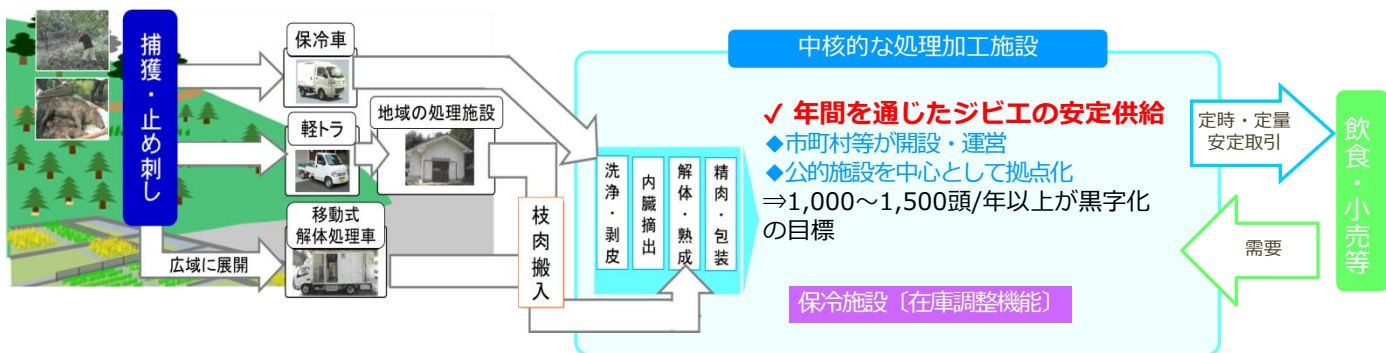 捕獲・止め刺し
保冷車
軽トラ
地域の処理施設
移動式
解体処理車
広域に展開
枝肉搬入
中核的な処理加工施設
洗浄・剥皮
内臓摘出
解体・熟成
精肉・包装
✓ 年間を通じたジビエの安定供給
◆市町村等が開設・運営
◆公的施設を中心として拠点化
⇒1,000～1,500頭/年以上が黒字化
の目標
保冷施設〔在庫調整機能〕
定時・定量
安定取引
需要
飲食・小売等